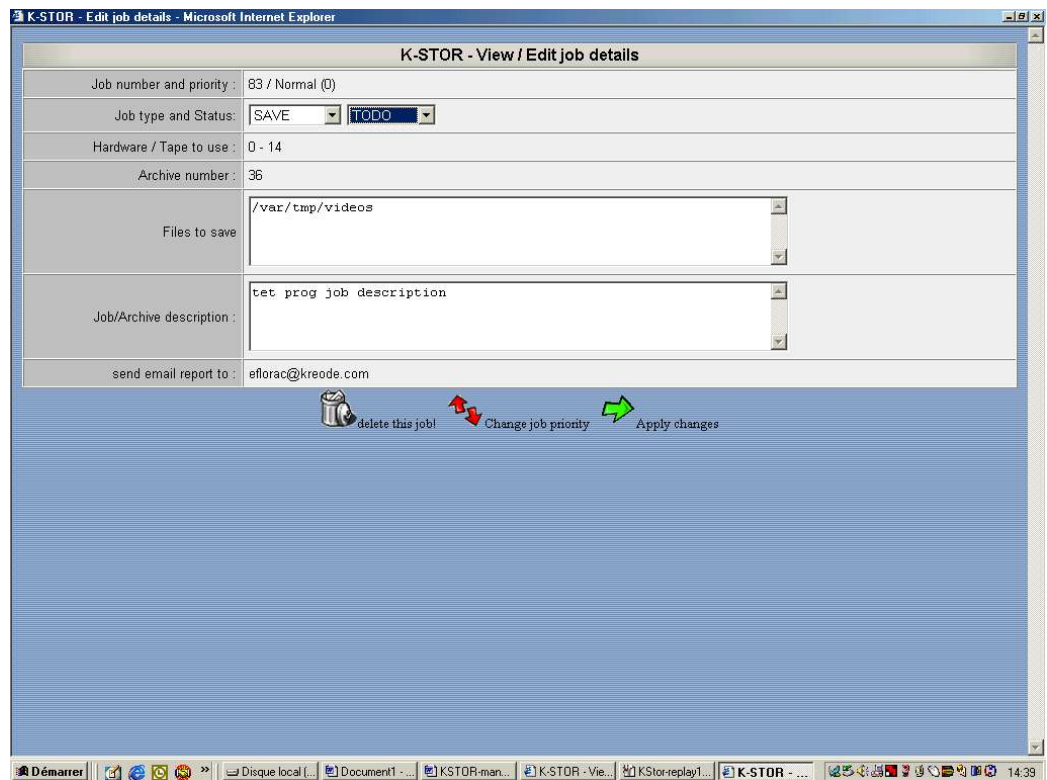 K-STOR - Edit job details - Microsoft Internet Explorer
K-STOR - View / Edit job details
Job number and priority : 83 / Normal (0)
Job type and Status: SAVE TODO
Hardware / Tape to use : 0 - 14
Archive number : 36
Files to save /var/tmp/videos
Job/Archive description : tet prog job description
send email report to : eflorac@kreode.com
delete this job! Change job priority Apply changes
Démarrer » Disque local (... Document1 - ... KSTOR-man... K-STOR - Vie... KStor-replay1... K-STOR - ... 14:39